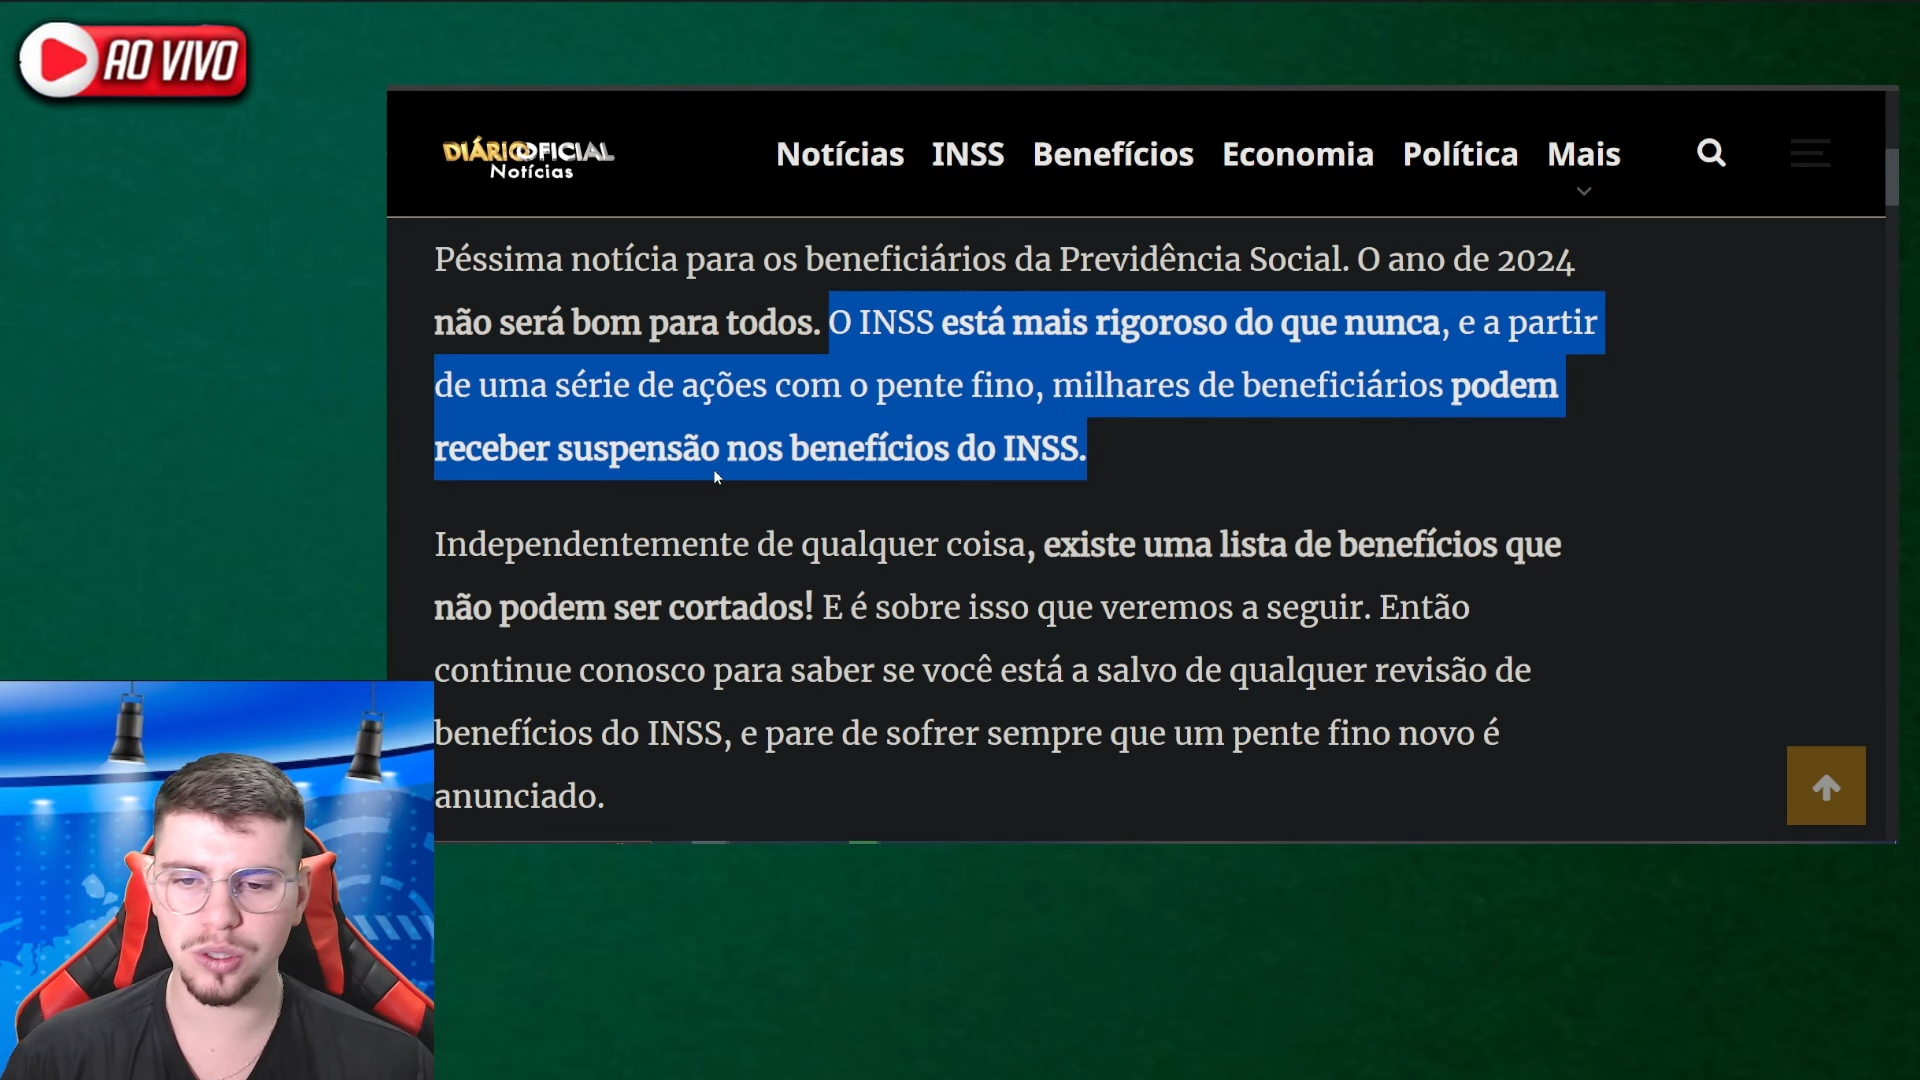 AO VIVO
DIÁRIO OFICIAL
Notícias
Notícias INSS Benefícios Economia Política Mais
Péssima notícia para os beneficiários da Previdência Social. O ano de 2024
não será bom para todos. O INSS está mais rigoroso do que nunca, e a partir
de uma série de ações com o pente fino, milhares de beneficiários podem
receber suspensão nos benefícios do INSS.
Independentemente de qualquer coisa, existe uma lista de benefícios que
não podem ser cortados! E é sobre isso que veremos a seguir. Então
continue conosco para saber se você está a salvo de qualquer revisão de
benefícios do INSS, e pare de sofrer sempre que um pente fino novo é
anunciado.